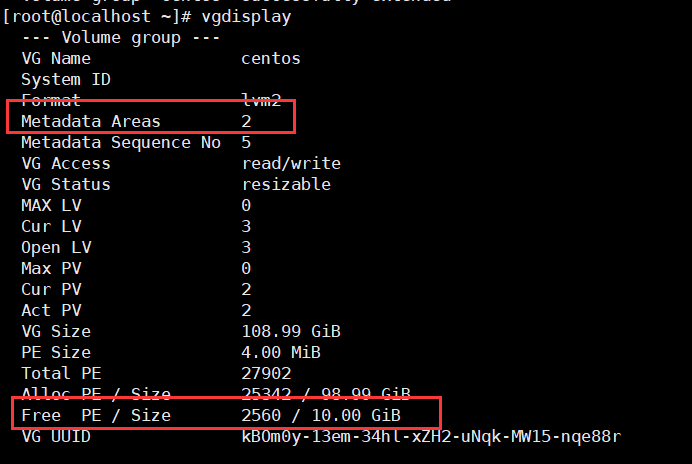 [root@localhost ~]# vgdisplay
--- Volume group ---
VG Name centos
System ID
Format lvm2
Metadata Areas 2
Metadata Sequence No 5
VG Access read/write
VG Status resizable
MAX LV 0
Cur LV 3
Open LV 3
Max PV 0
Cur PV 2
Act PV 2
VG Size 108.99 GiB
PE Size 4.00 MiB
Total PE 27902
Alloc PE / Size 25342 / 98.99 GiB
Free PE / Size 2560 / 10.00 GiB
VG UUID kBOm0y-13em-34hl-xZH2-uNqk-MW15-nqe88r